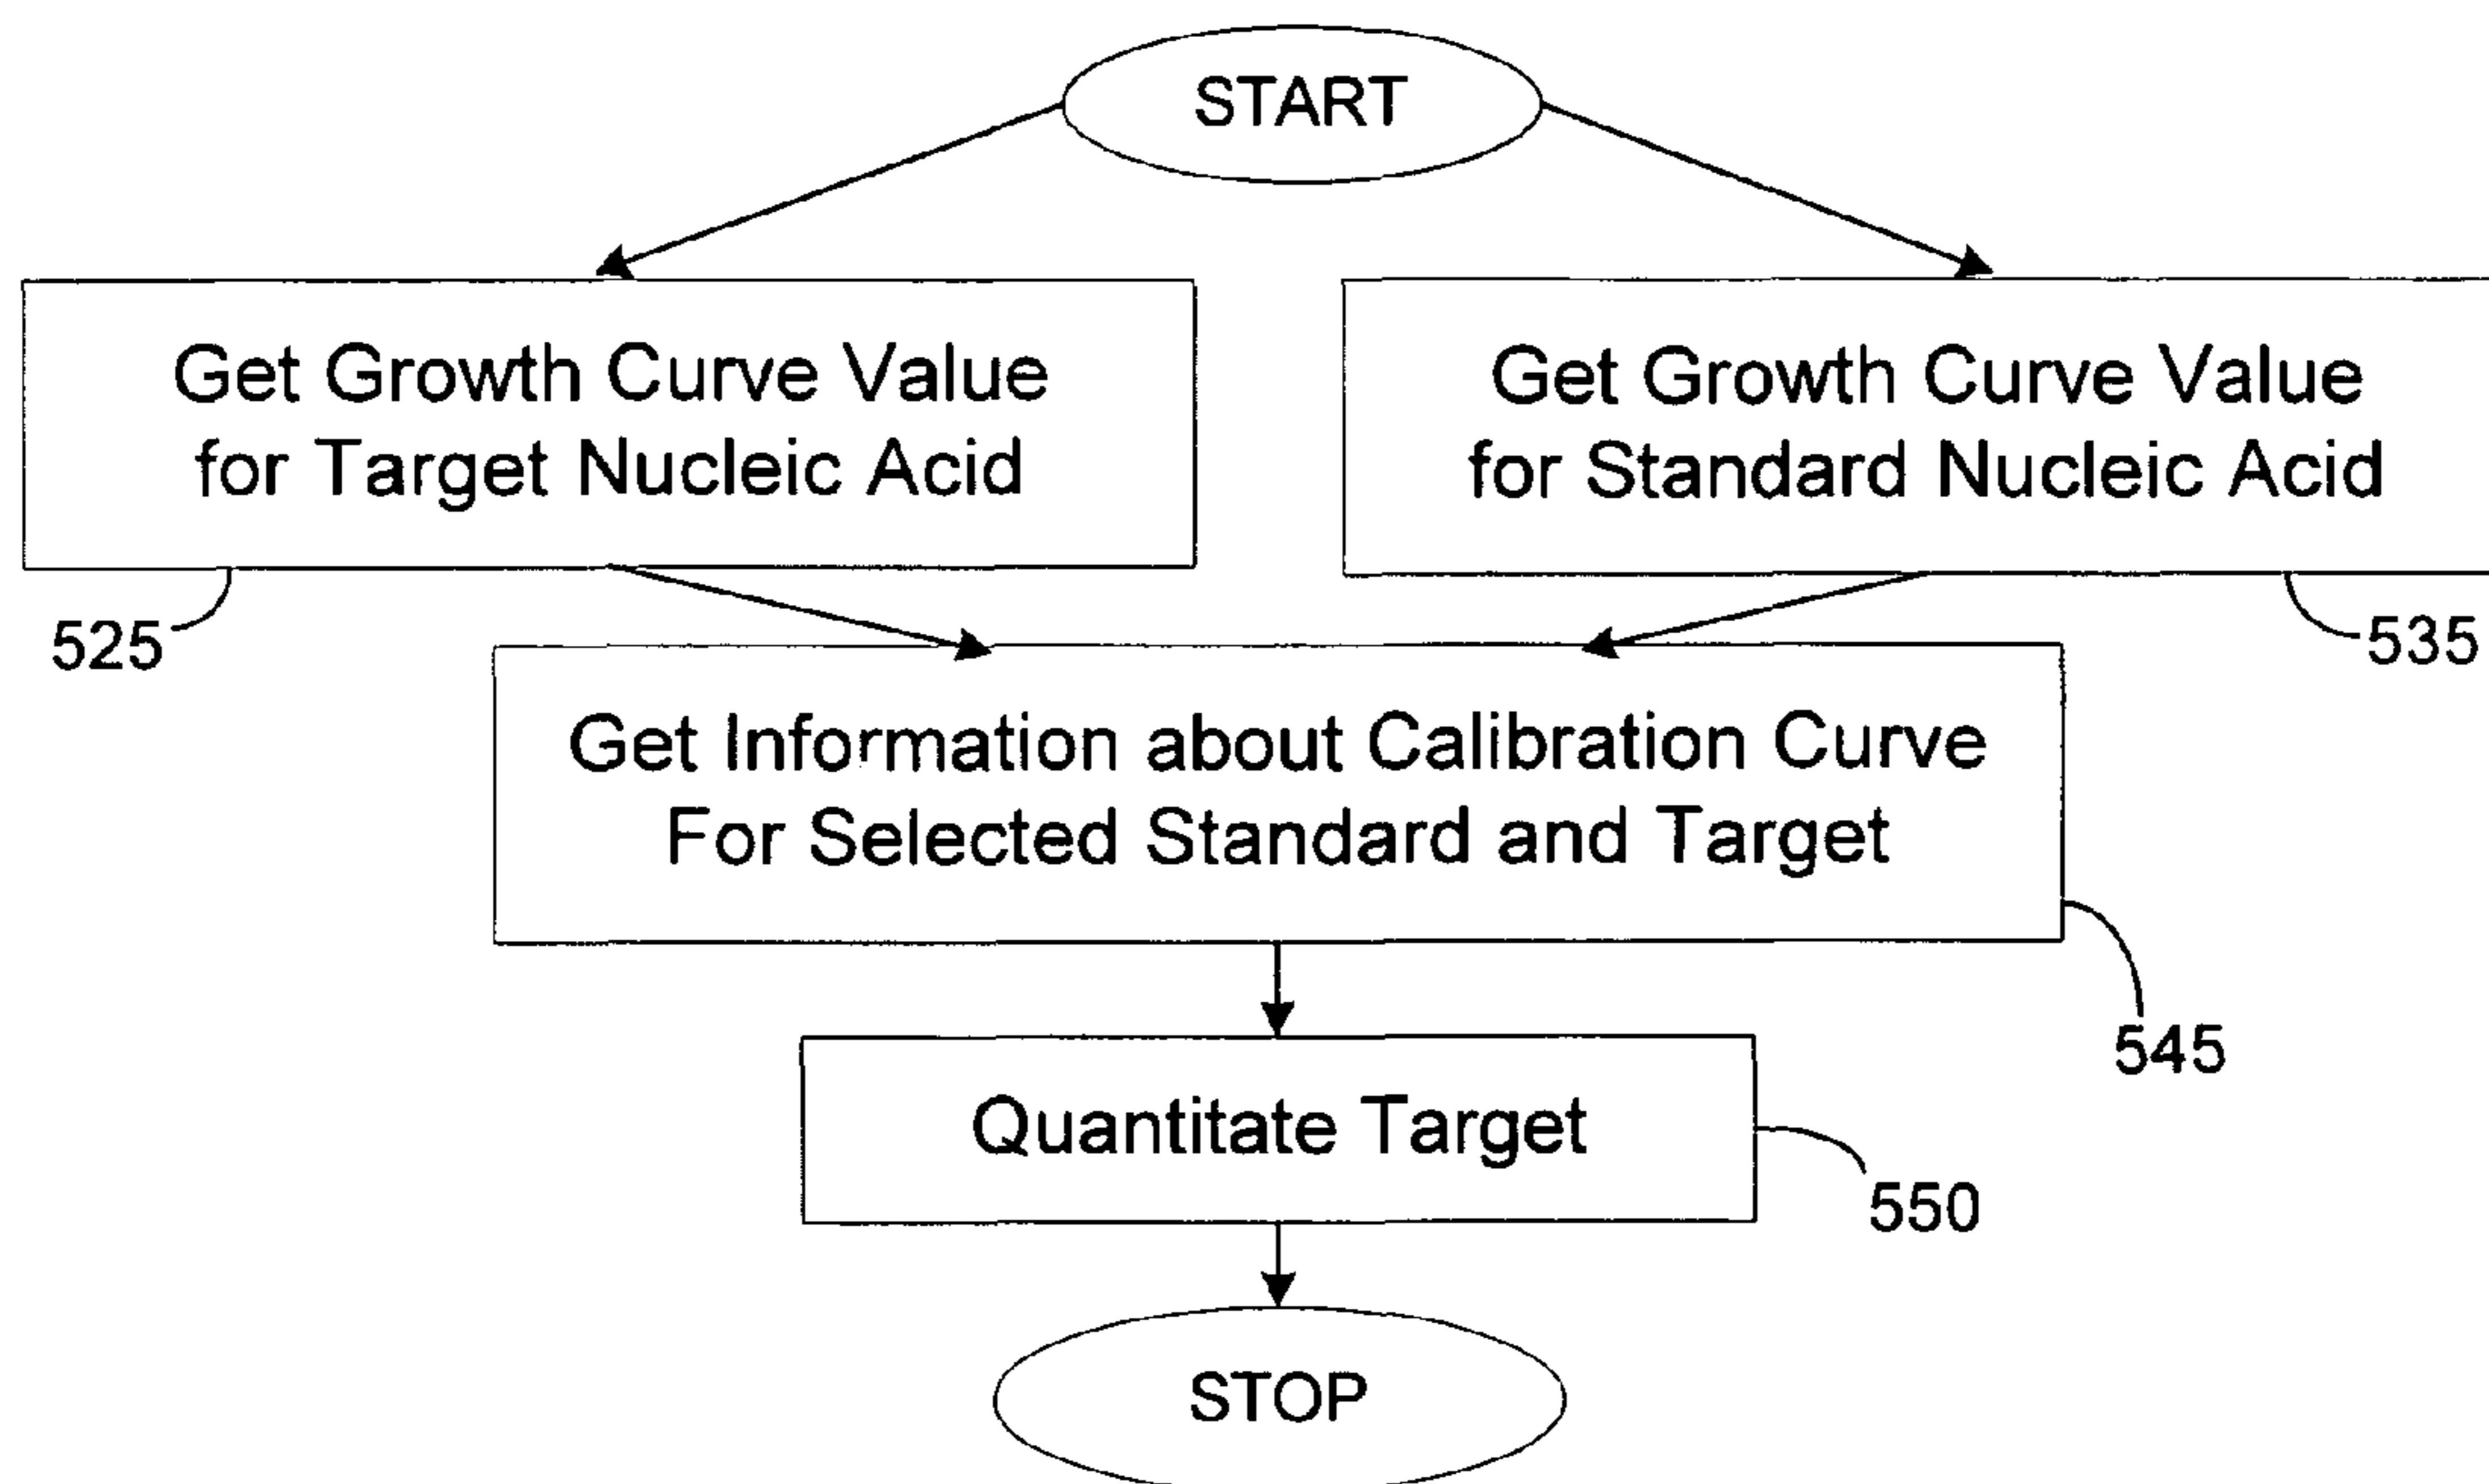 START
Get Growth Curve Value
for Target Nucleic Acid
Get Growth Curve Value
for Standard Nucleic Acid
525
535
Get Information about Calibration Curve
For Selected Standard and Target
545
Quantitate Target
550
STOP